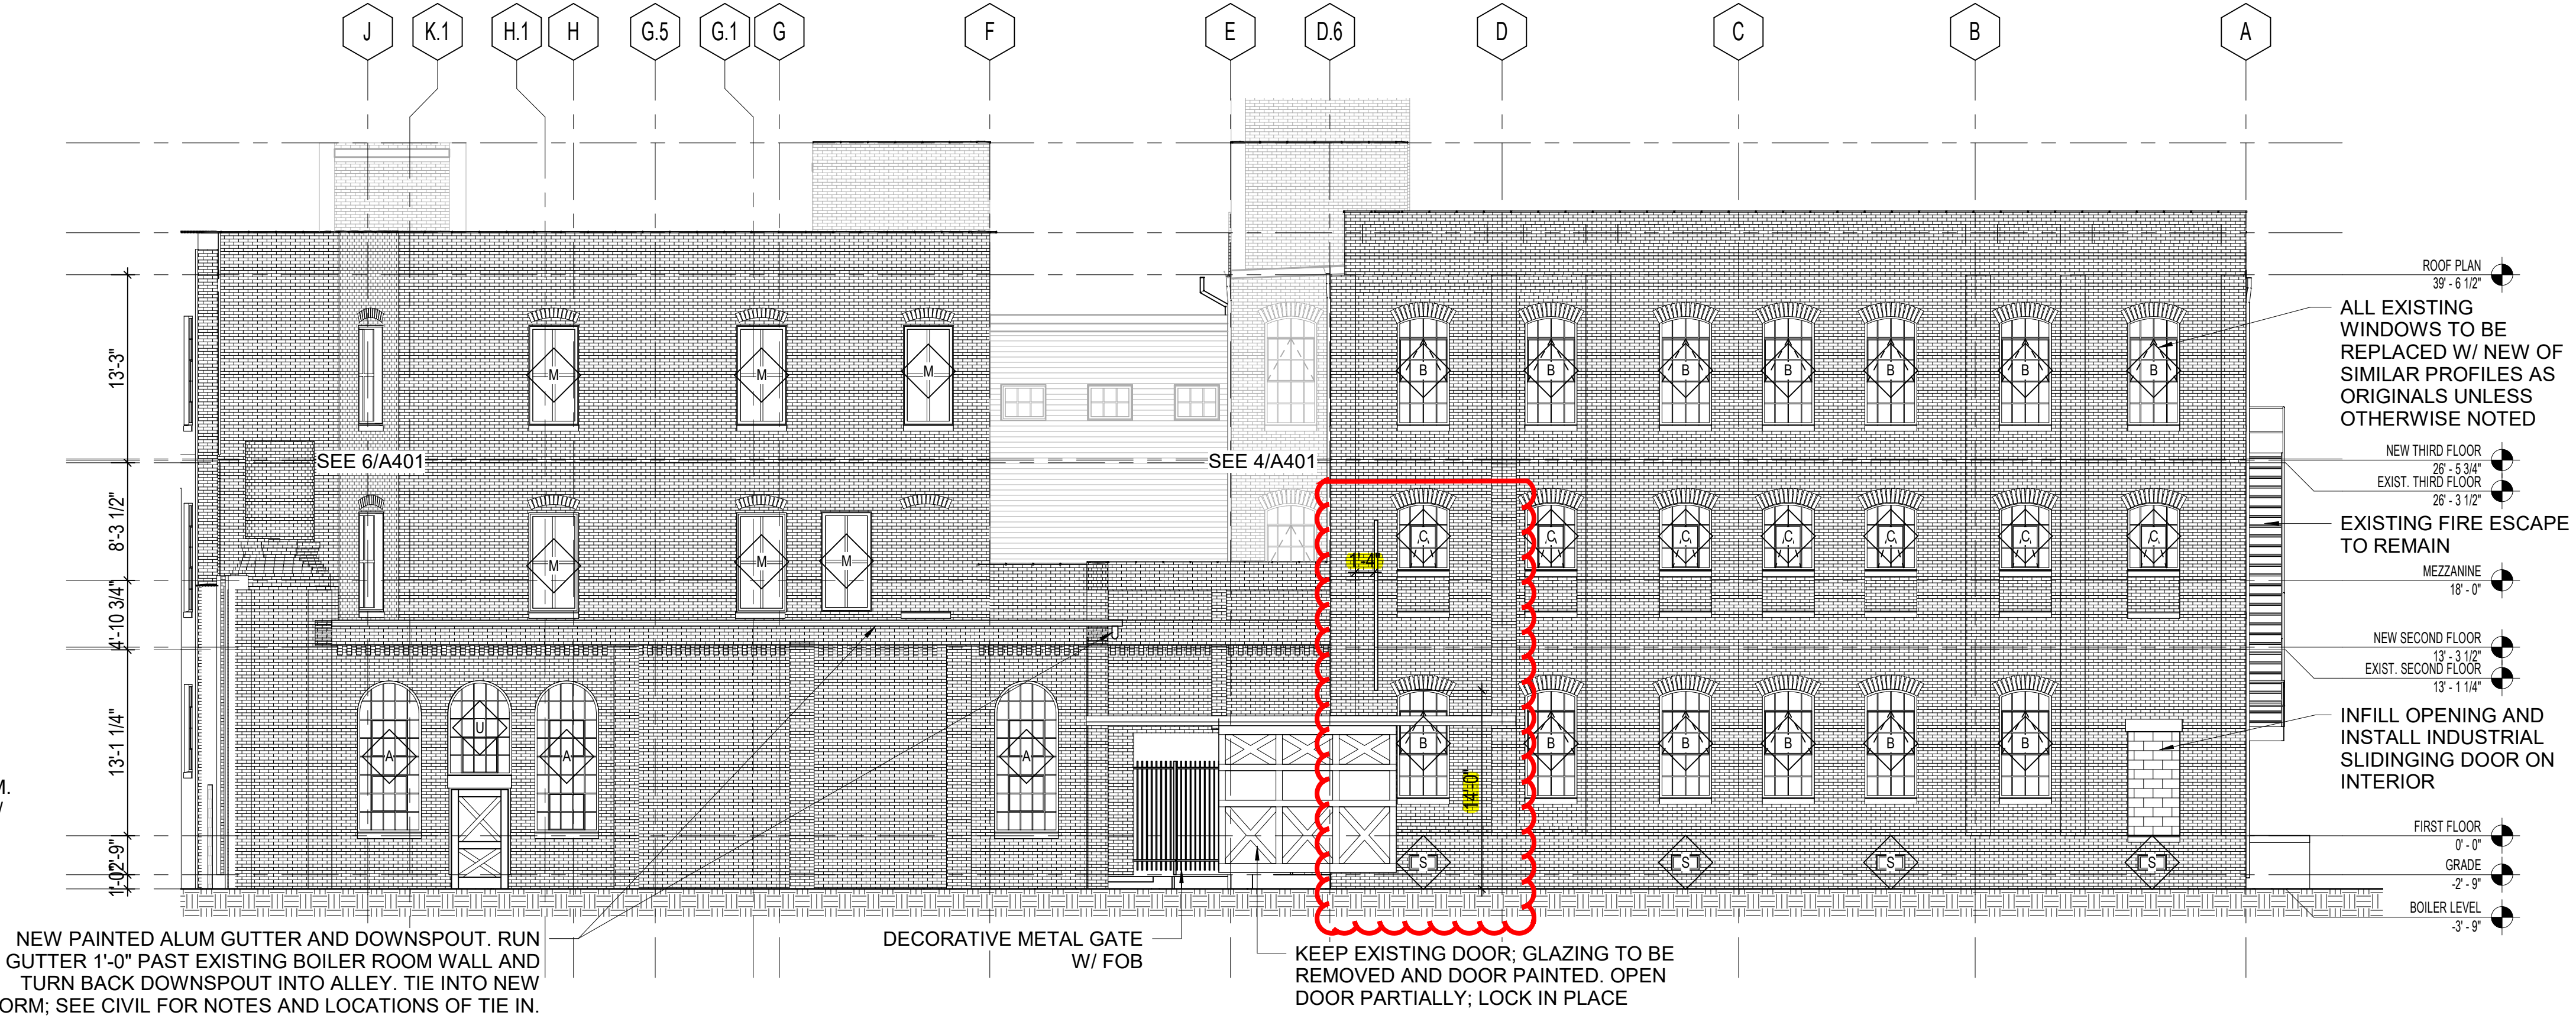 J K.1 H.1 H G.5 G.1 G F E D.6 D C B A
ROOF PLAN
39' - 6 1/2"
ALL EXISTING
WINDOWS TO BE
REPLACED W/ NEW OF
SIMILAR PROFILES AS
ORIGINALS UNLESS
OTHERWISE NOTED
13'-3"
M M M B B B B B B B
SEE 6/A401
SEE 4/A401
NEW THIRD FLOOR
26' - 5 3/4"
EXIST. THIRD FLOOR
26' - 3 1/2"
8'-3 1/2"
EXISTING FIRE ESCAPE
TO REMAIN
M M M C C C C C C C
1'-4"
MEZZANINE
18' - 0"
4'-10 3/4"
NEW SECOND FLOOR
13' - 3 1/2"
EXIST. SECOND FLOOR
13' - 1 1/4"
13'-1 1/4"
A U A A B B B B B B
14'-0"
INFILL OPENING AND
INSTALL INDUSTRIAL
SLIDINGING DOOR ON
INTERIOR
M.
/
FIRST FLOOR
0' - 0"
2'-9"
S S S S
GRADE
-2' - 9"
1'-0"
BOILER LEVEL
-3' - 9"
NEW PAINTED ALUM GUTTER AND DOWNSPOUT. RUN
GUTTER 1'-0" PAST EXISTING BOILER ROOM WALL AND
TURN BACK DOWNSPOUT INTO ALLEY. TIE INTO NEW
ORM; SEE CIVIL FOR NOTES AND LOCATIONS OF TIE IN.
DECORATIVE METAL GATE
W/ FOB
KEEP EXISTING DOOR; GLAZING TO BE
REMOVED AND DOOR PAINTED. OPEN
DOOR PARTIALLY; LOCK IN PLACE